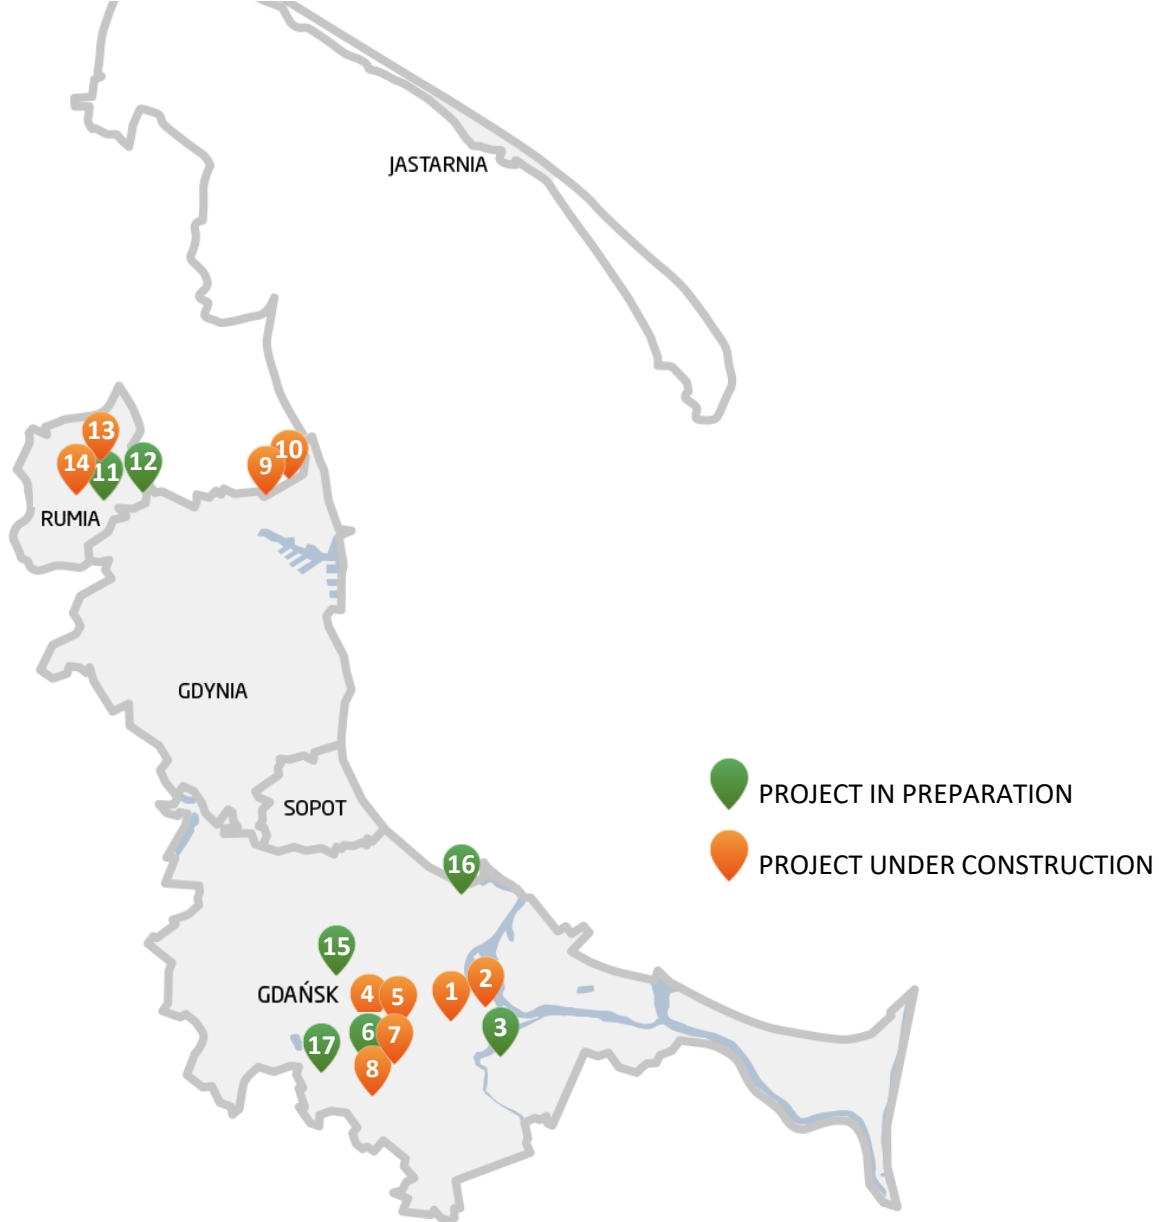 JASTARNIA
13
10
14
11
12
9
RUMIA
GDYNIA
PROJECT IN PREPARATION
SOPOT
16
PROJECT UNDER CONSTRUCTION
15
GDAŃSK
4
5
1
2
6
7
3
17
8